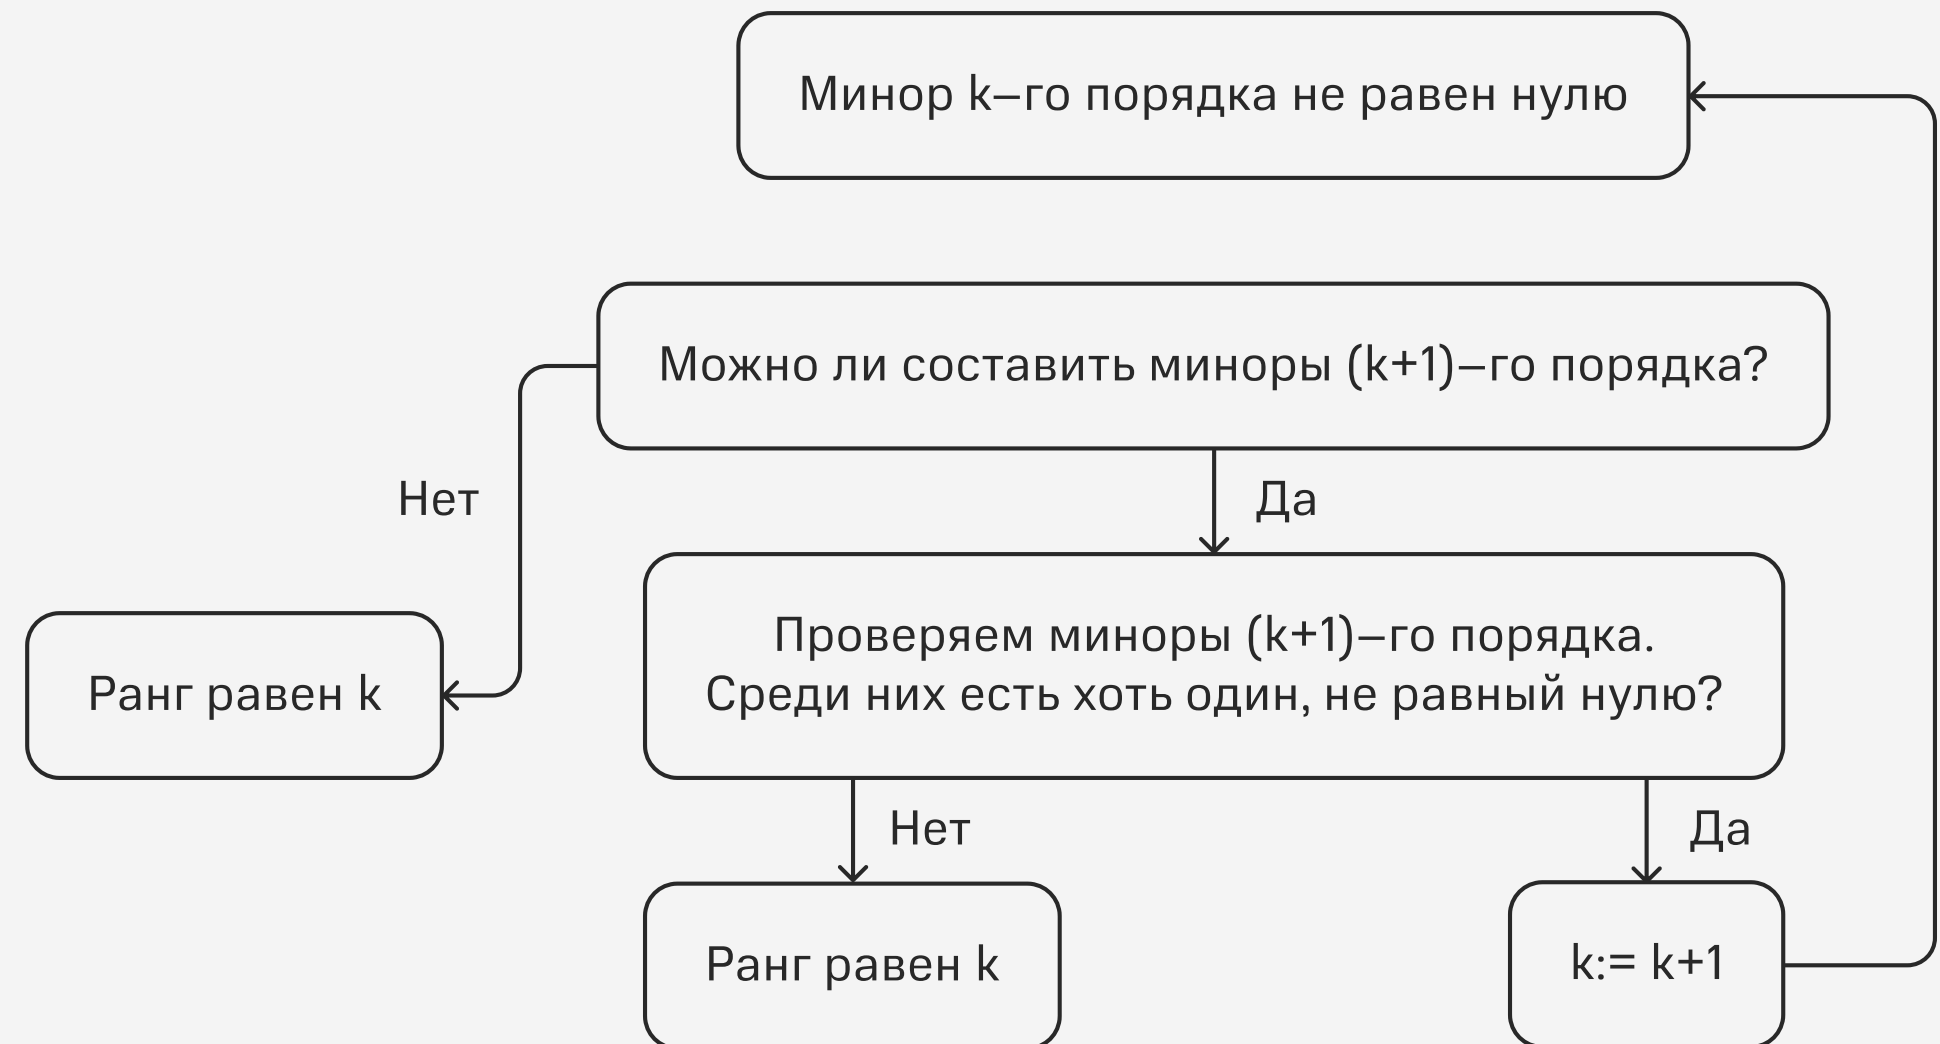 Минор k–го порядка не равен нулю
Можно ли составить миноры (k+1)–го порядка?
Нет
Да
Проверяем миноры (k+1)–го порядка.
Среди них есть хоть один, не равный нулю?
Ранг равен k
Нет
Да
Ранг равен k
k:= k+1